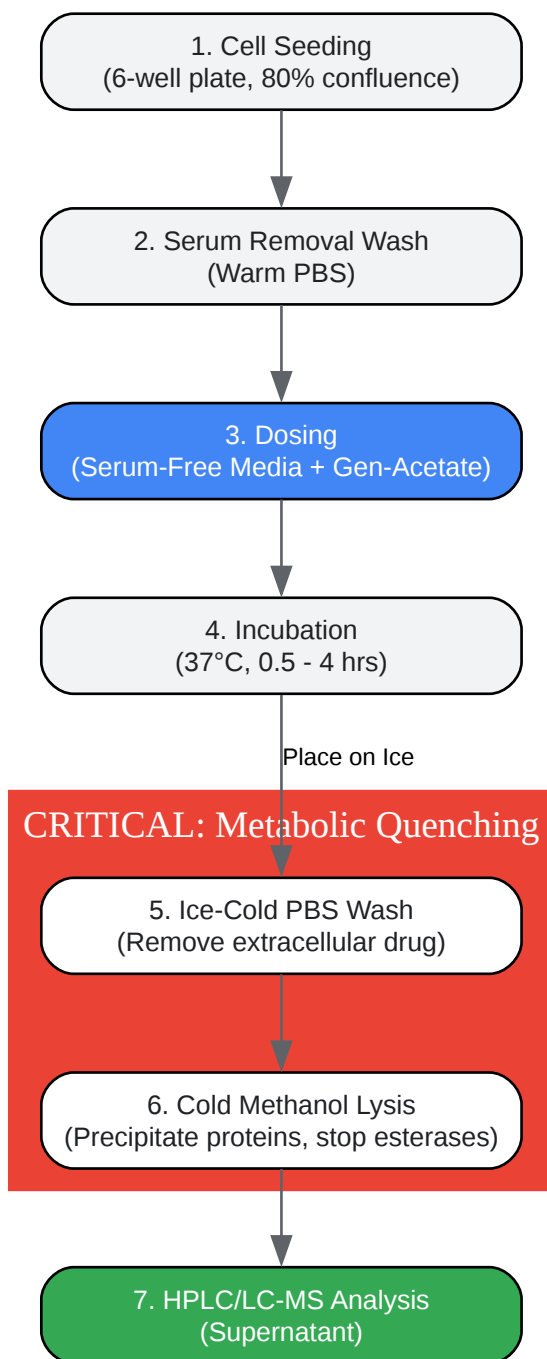 1. Cell Seeding
(6-well plate, 80% confluence)
2. Serum Removal Wash
(Warm PBS)
3. Dosing
(Serum-Free Media + Gen-Acetate)
4. Incubation
(37°C, 0.5 - 4 hrs)
Place on Ice
CRITICAL: Metabolic Quenching
5. Ice-Cold PBS Wash
(Remove extracellular drug)
6. Cold Methanol Lysis
(Precipitate proteins, stop esterases)
7. HPLC/LC-MS Analysis
(Supernatant)